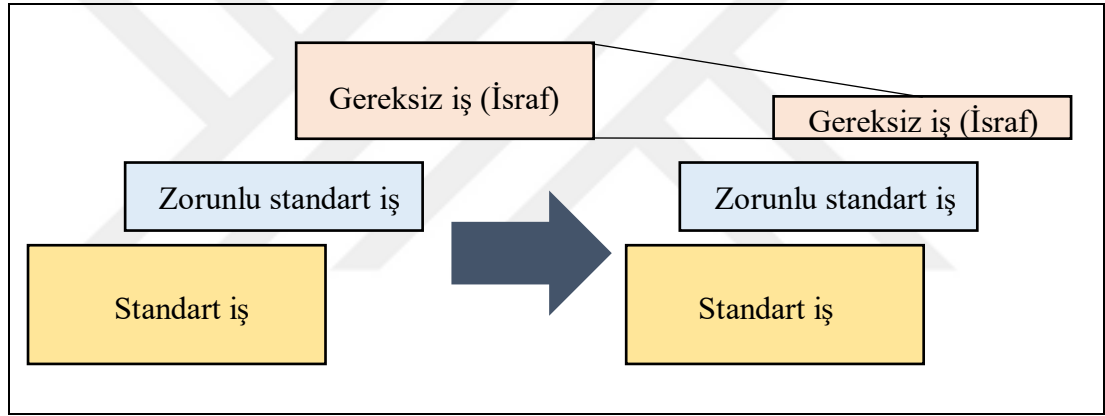 Gereksiz iş (İsraf)
Gereksiz iş (İsraf)
Zorunlu standart iş
Zorunlu standart iş
Standart iş
Standart iş